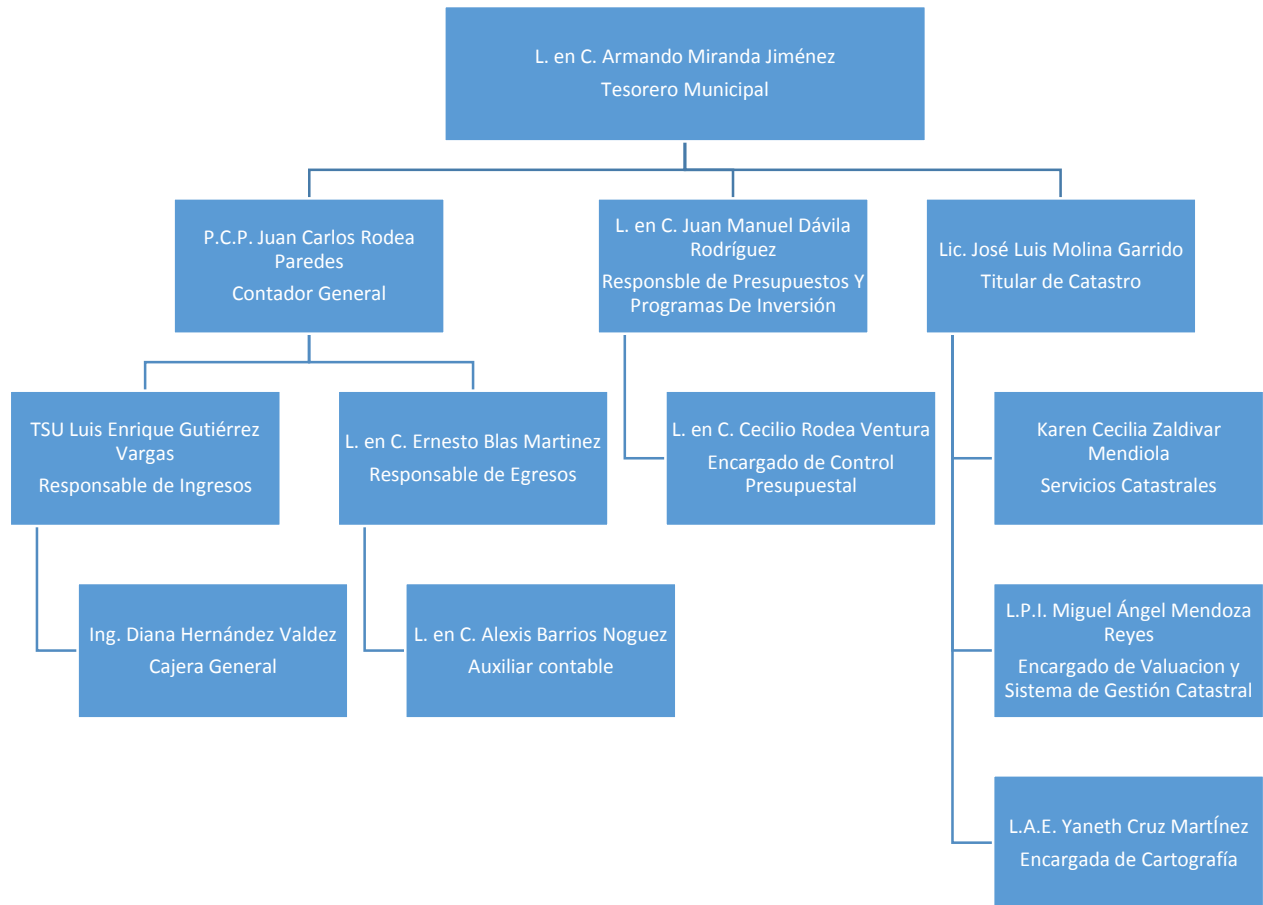 L. en C. Armando Miranda Jiménez
Tesorero Municipal
P.C.P. Juan Carlos Rodea
Paredes
Contador General
L. en C. Juan Manuel Dávila
Rodríguez
Responsble de Presupuestos Y
Programas De Inversión
Lic. José Luis Molina Garrido
Titular de Catastro
TSU Luis Enrique Gutiérrez
Vargas
Responsable de Ingresos
L. en C. Ernesto Blas Martinez
Responsable de Egresos
L. en C. Cecilio Rodea Ventura
Encargado de Control
Presupuestal
Karen Cecilia Zaldivar
Mendiola
Servicios Catastrales
Ing. Diana Hernández Valdez
Cajera General
L. en C. Alexis Barrios Noguez
Auxiliar contable
L.P.I. Miguel Ángel Mendoza
Reyes
Encargado de Valuacion y
Sistema de Gestión Catastral
L.A.E. Yaneth Cruz MartÍnez
Encargada de Cartografía